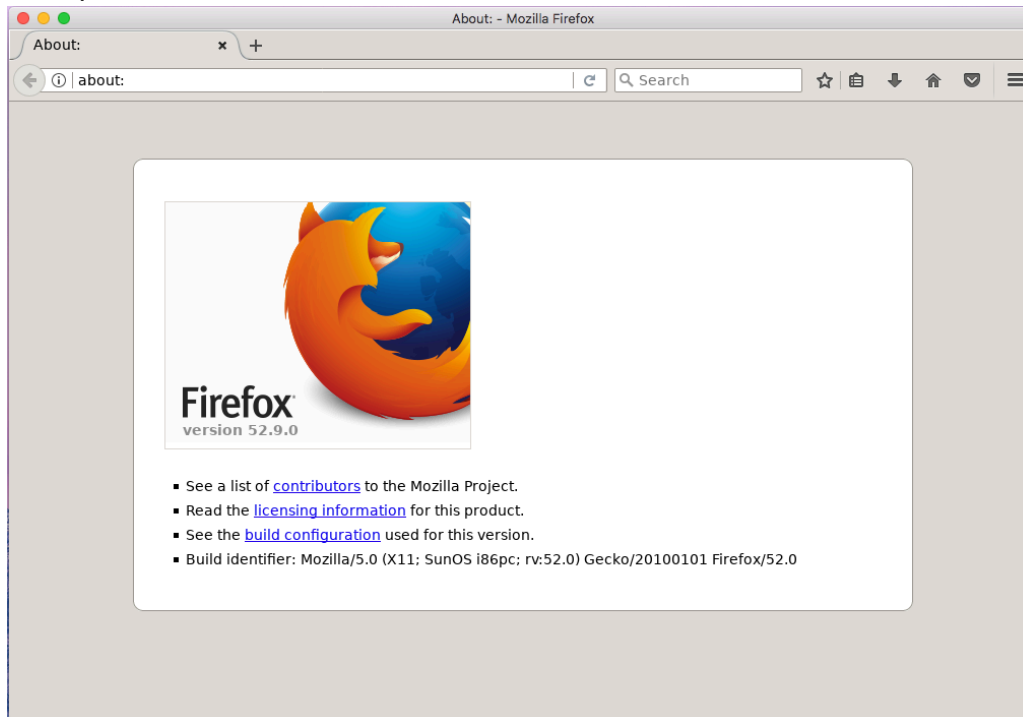 About: - Mozilla Firefox
About:
about:
Search
Firefox
version 52.9.0
See a list of contributors to the Mozilla Project.
Read the licensing information for this product.
See the build configuration used for this version.
Build identifier: Mozilla/5.0 (X11; SunOS i86pc; rv:52.0) Gecko/20100101 Firefox/52.0